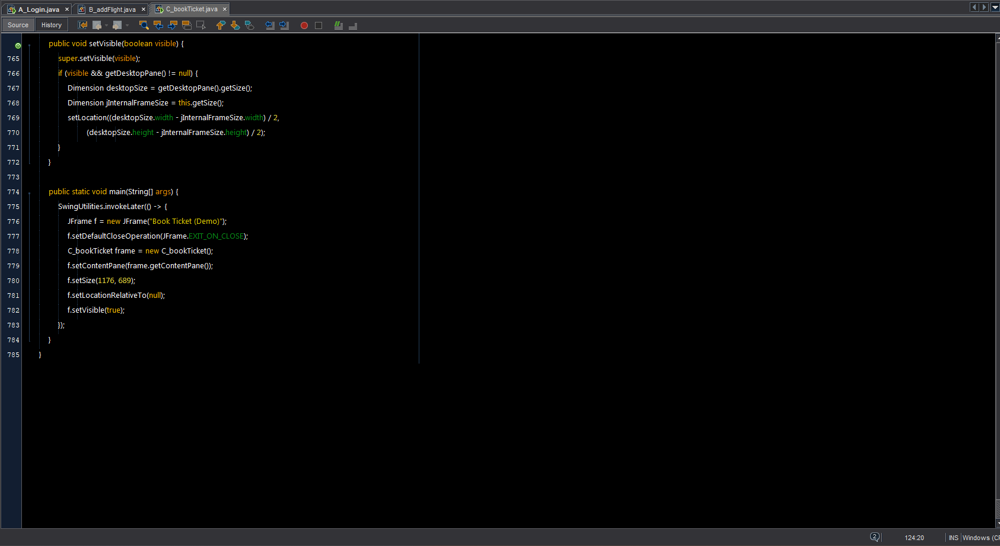 A_Login.java × B_addFlight.java × C_bookTicket.java ×
Source History
public void setVisible(boolean visible) {
765 super.setVisible(visible);
766 if (visible && getDesktopPane() != null) {
767 Dimension desktopSize = getDesktopPane().getSize();
768 Dimension jInternalFrameSize = this.getSize();
769 setLocation((desktopSize.width - jInternalFrameSize.width) / 2,
770 (desktopSize.height - jInternalFrameSize.height) / 2);
771 }
772 }
773
774 public static void main(String[] args) {
775 SwingUtilities.invokeLater(() -> {
776 JFrame f = new JFrame("Book Ticket (Demo)");
777 f.setDefaultCloseOperation(JFrame.EXIT_ON_CLOSE);
778 C_bookTicket frame = new C_bookTicket();
779 f.setContentPane(frame.getContentPane());
780 f.setSize(1176, 689);
781 f.setLocationRelativeTo(null);
782 f.setVisible(true);
783 });
784 }
785 }
2 124:20 INS Windows (CR